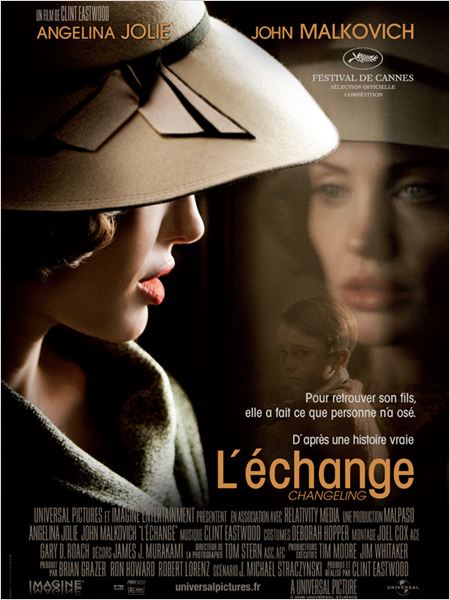 UN FILM DE CLINT EASTWOOD
ANGELINA JOLIE JOHN MALKOVICH
FESTIVAL DE CANNES
SÉLECTION OFFICIELLE
COMPÉTITION
Pour retrouver son fils,
elle a fait ce que personne n'a osé.
D'après une histoire vraie
L'échange
CHANGELING
UNIVERSAL PICTURES ET IMAGINE ENTERTAINMENT PRÉSENTENT EN ASSOCIATION AVEC RELATIVITY MEDIA UNE PRODUCTION MALPASO
ANGELINA JOLIE JOHN MALKOVICH "L'ÉCHANGE" MUSIQUE CLINT EASTWOOD COSTUMES DEBORAH HOPPER MONTAGE JOEL COX ACE
GARY D. ROACH DÉCORS JAMES J. MURAKAMI DIRECTEUR DE LA PHOTOGRAPHIE TOM STERN ASC, AFC PRODUCTEURS EXÉCUTIFS TIM MOORE JIM WHITAKER
PRODUIT PAR BRIAN GRAZER RON HOWARD ROBERT LORENZ SCÉNARIO J. MICHAEL STRACZYNSKI PRODUIT ET RÉALISÉ PAR CLINT EASTWOOD
IMAGINE universalpictures.fr A UNIVERSAL PICTURE
© 2008 UNIVERSAL STUDIOS